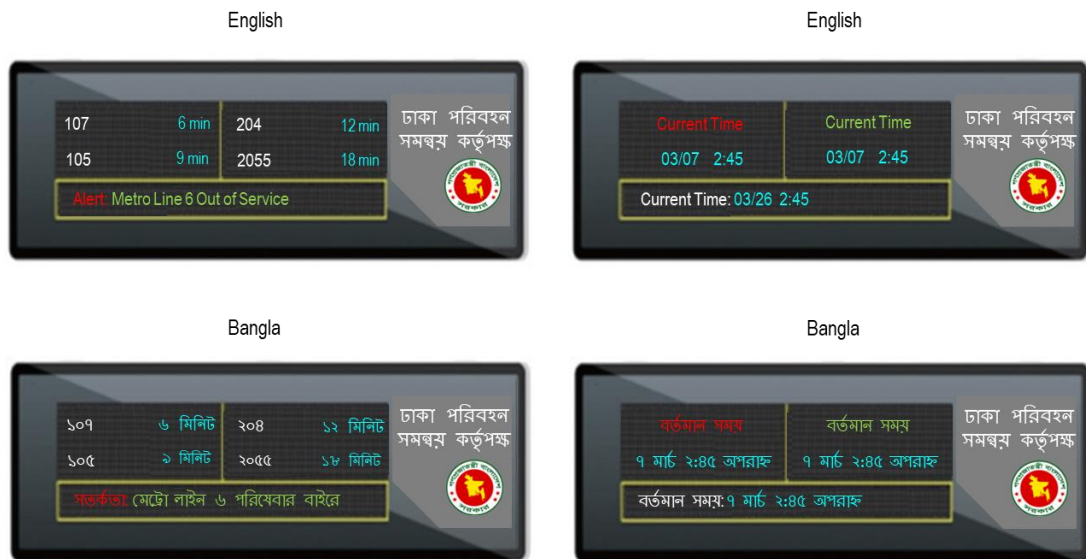 English
107 6 min 204 12 min
105 9 min 2055 18 min
Alert: Metro Line 6 Out of Service
ঢাকা পরিবহন
সমন্বয় কর্তৃপক্ষ
English
Current Time Current Time
03/07 2:45 03/07 2:45
Current Time: 03/26 2:45
ঢাকা পরিবহন
সমন্বয় কর্তৃপক্ষ
Bangla
১০৭ ৬ মিনিট ২০৪ ১২ মিনিট
১০৫ ৯ মিনিট ২০৫৫ ১৮ মিনিট
সতর্কতা: মেট্রো লাইন ৬ পরিষেবার বাইরে
ঢাকা পরিবহন
সমন্বয় কর্তৃপক্ষ
Bangla
বর্তমান সময় বর্তমান সময়
৭ মার্চ ২:৪৫ অপরাহ্ন ৭ মার্চ ২:৪৫ অপরাহ্ন
বর্তমান সময়: ৭ মার্চ ২:৪৫ অপরাহ্ন
ঢাকা পরিবহন
সমন্বয় কর্তৃপক্ষ